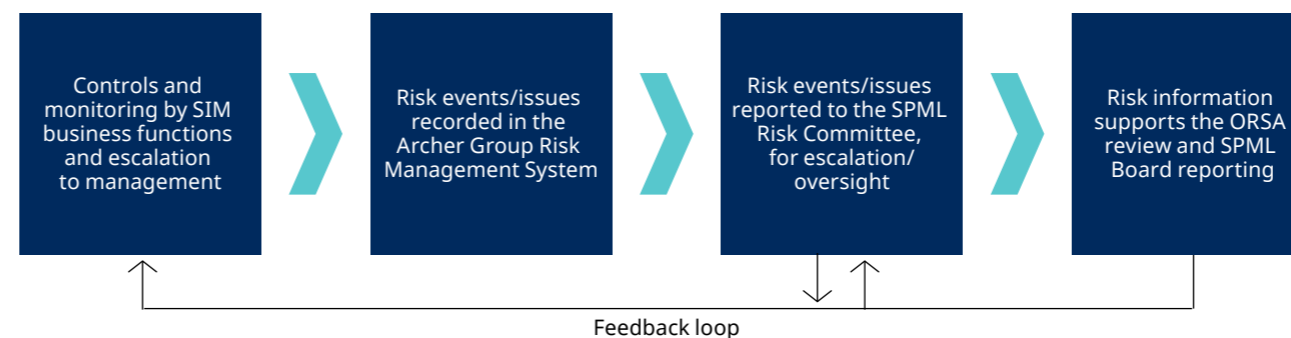 Controls and
monitoring by SIM
business functions
and escalation
to management
Risk events/issues
recorded in the
Archer Group Risk
Management System
Risk events/issues
reported to the SPML
Risk Committee,
for escalation/
oversight
Risk information
supports the ORSA
review and SPML
Board reporting
Feedback loop